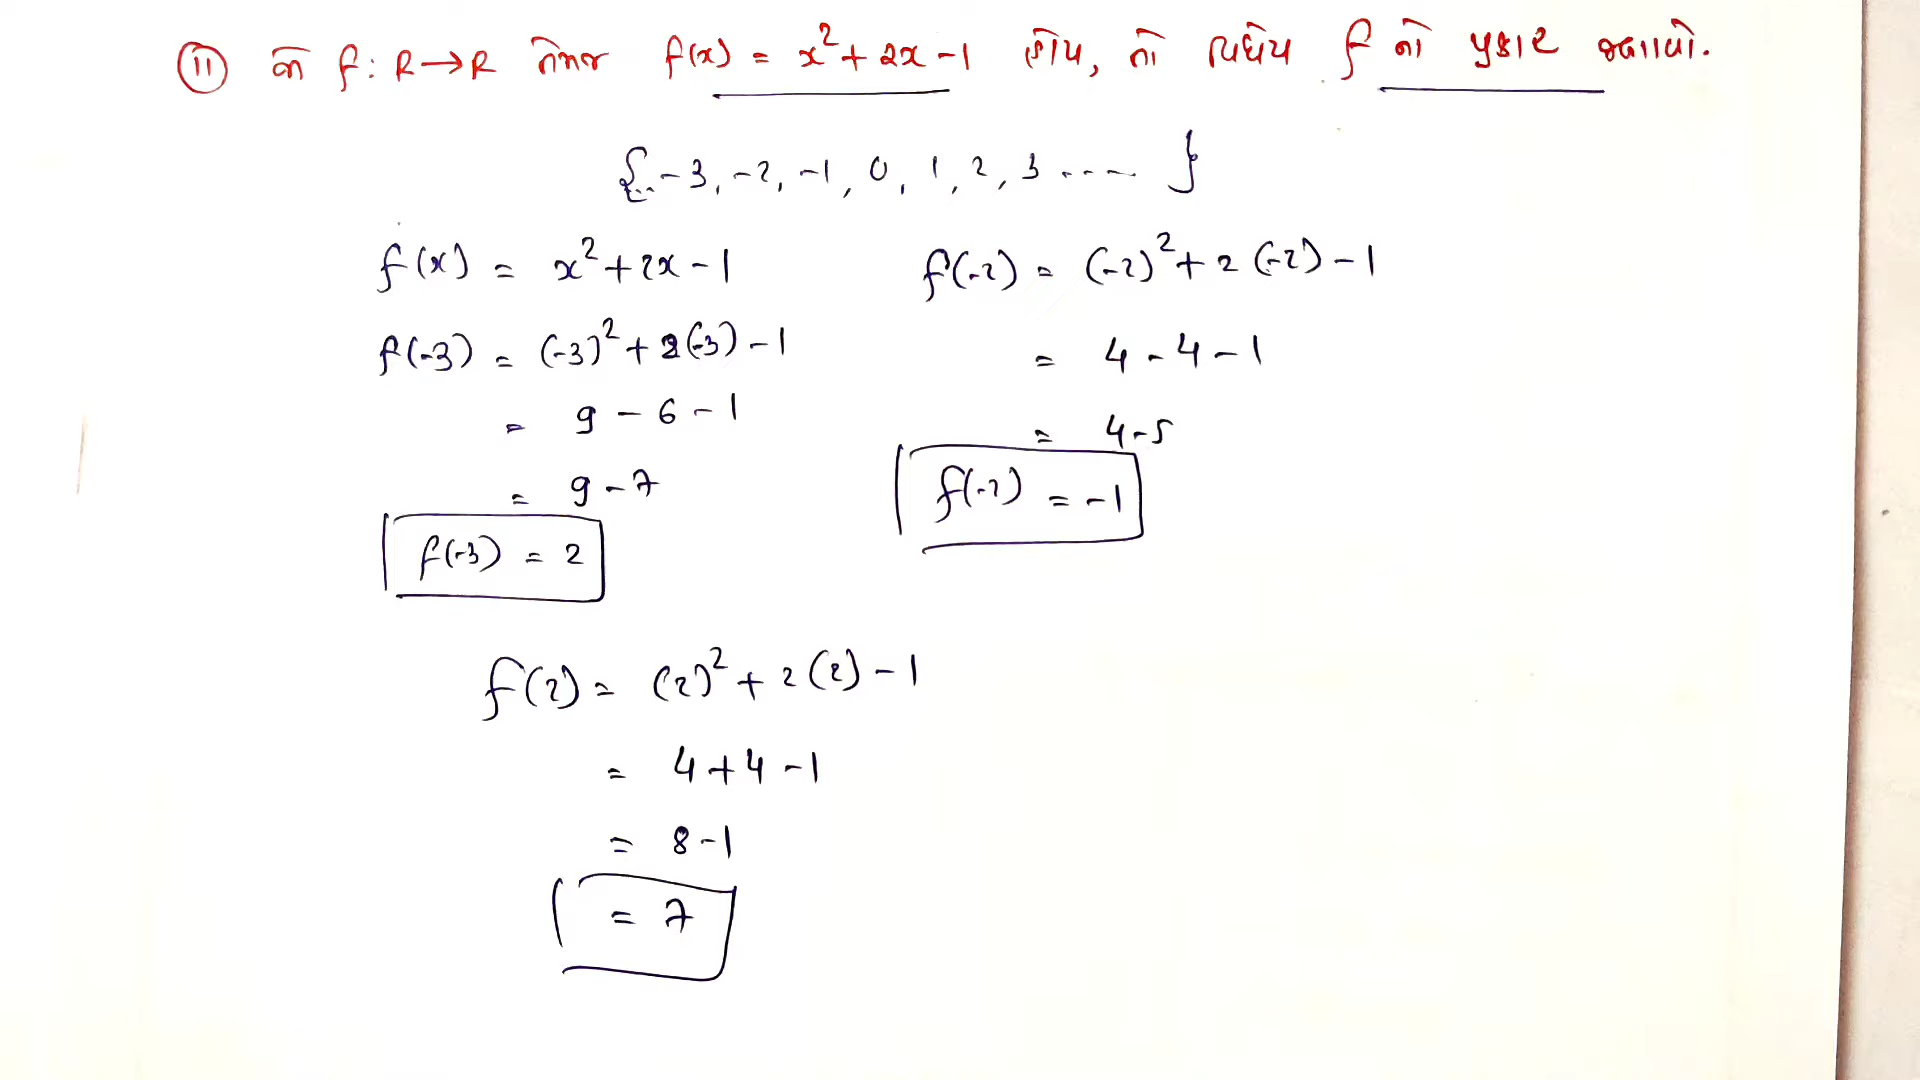 (11) જો f: R→R તેમજ f(x) = x² + 2x - 1 હોય, તો વિધેય f નો પ્રકાર જણાવો.
{..-3, -2, -1, 0, 1, 2, 3 ..... }
f(x) = x² + 2x - 1
f(-3) = (-3)² + 2(-3) - 1
= 9 - 6 - 1
= 9 - 7
f(-3) = 2
f(-2) = (-2)² + 2(-2) - 1
= 4 - 4 - 1
= 4 - 5
f(-2) = -1
f(2) = (2)² + 2(2) - 1
= 4 + 4 - 1
= 8 - 1
= 7